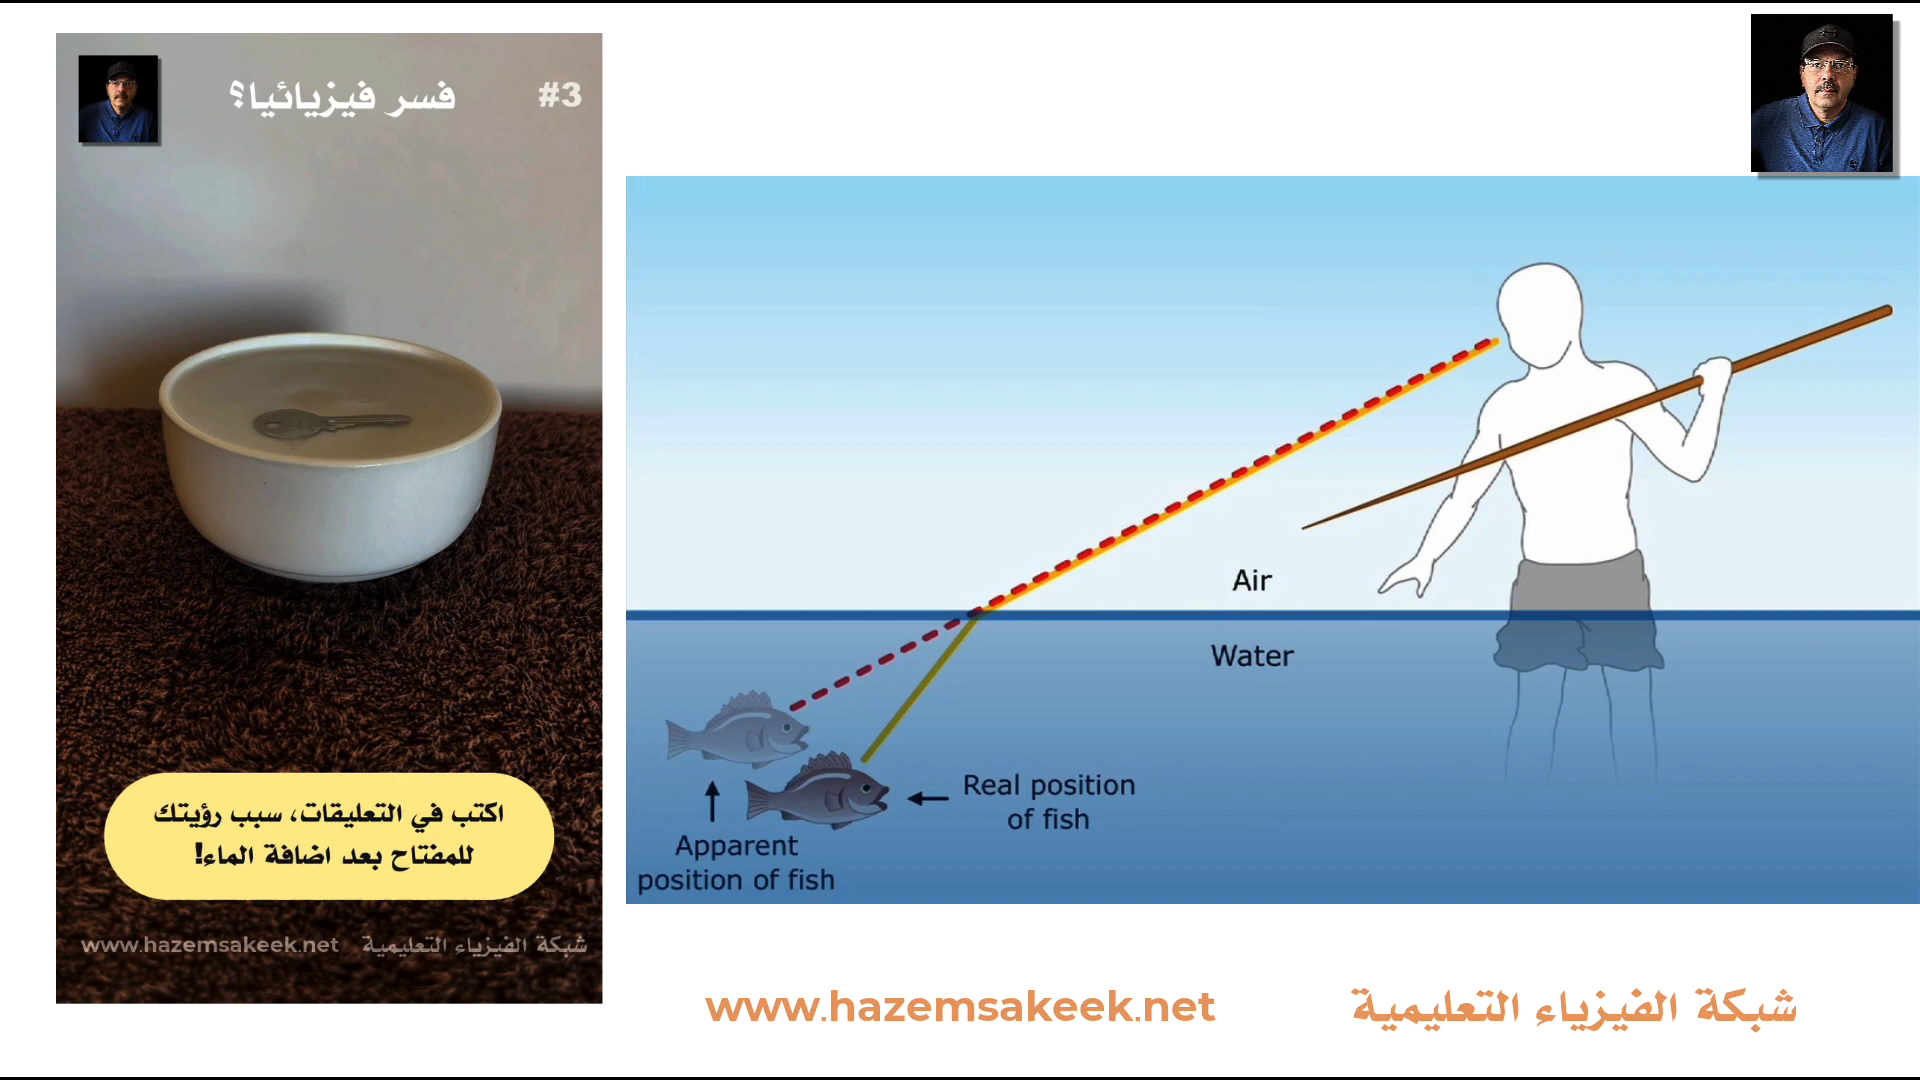 فسر فيزيائيا؟
#3
اكتب في التعليقات، سبب رؤيتك
للمفتاح بعد اضافة الماء!
www.hazemsakeek.net شبكة الفيزياء التعليمية
Air
Water
Real position
of fish
Apparent
position of fish
www.hazemsakeek.net شبكة الفيزياء التعليمية